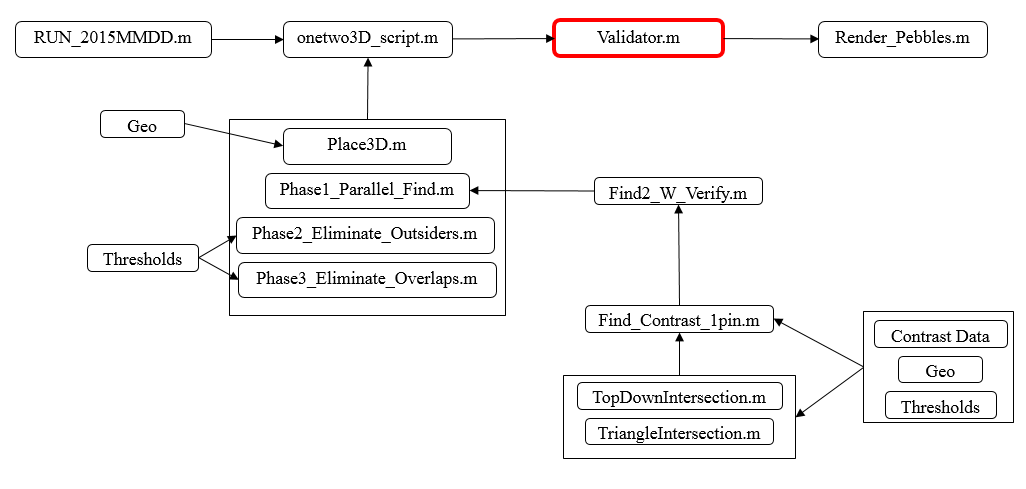 RUN_2015MMDD.m
onetwo3D_script.m
Validator.m
Render_Pebbles.m
Geo
Place3D.m
Phase1_Parallel_Find.m
Find2_W_Verify.m
Phase2_Eliminate_Outsiders.m
Thresholds
Phase3_Eliminate_Overlaps.m
Find_Contrast_1pin.m
Contrast Data
Geo
Thresholds
TopDownIntersection.m
TriangleIntersection.m